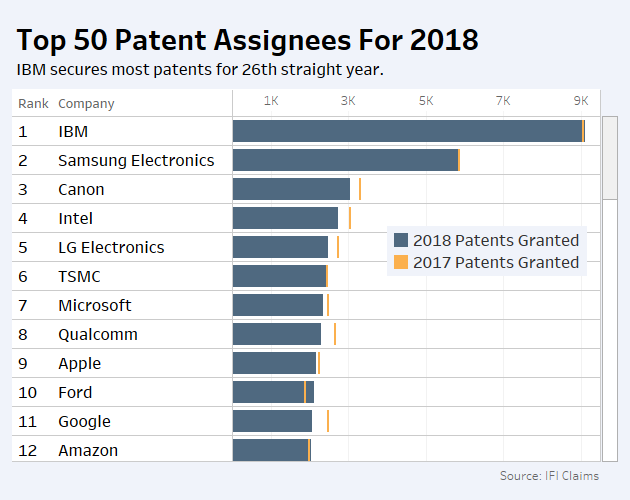 Top 50 Patent Assignees For 2018
IBM secures most patents for 26th straight year.
Rank Company 1K 3K 5K 7K 9K
1 IBM
2 Samsung Electronics
3 Canon
4 Intel
5 LG Electronics
2018 Patents Granted
2017 Patents Granted
6 TSMC
7 Microsoft
8 Qualcomm
9 Apple
10 Ford
11 Google
12 Amazon
Source: IFI Claims